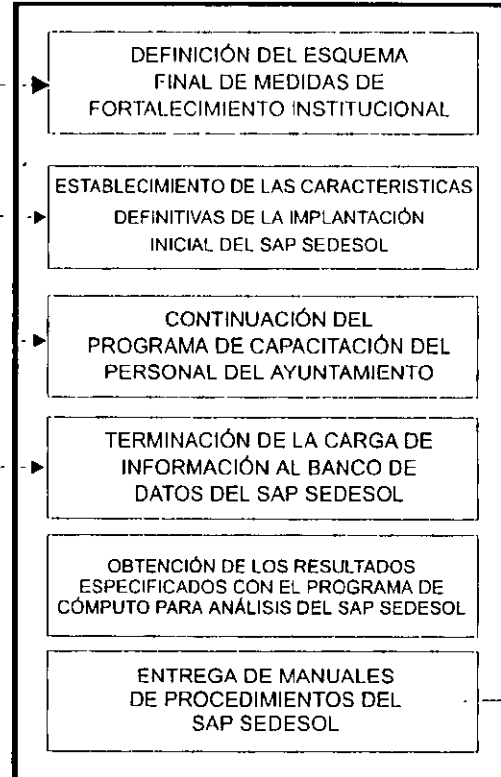 DEFINICIÓN DEL ESQUEMA
FINAL DE MEDIDAS DE
FORTALECIMIENTO INSTITUCIONAL
ESTABLECIMIENTO DE LAS CARACTERISTICAS
DEFINITIVAS DE LA IMPLANTACIÓN
INICIAL DEL SAP SEDESOL
CONTINUACIÓN DEL
PROGRAMA DE CAPACITACIÓN DEL
PERSONAL DEL AYUNTAMIENTO
TERMINACIÓN DE LA CARGA DE
INFORMACIÓN AL BANCO DE
DATOS DEL SAP SEDESOL
OBTENCIÓN DE LOS RESULTADOS
ESPECIFICADOS CON EL PROGRAMA DE
CÓMPUTO PARA ANÁLISIS DEL SAP SEDESOL
ENTREGA DE MANUALES
DE PROCEDIMIENTOS DEL
SAP SEDESOL